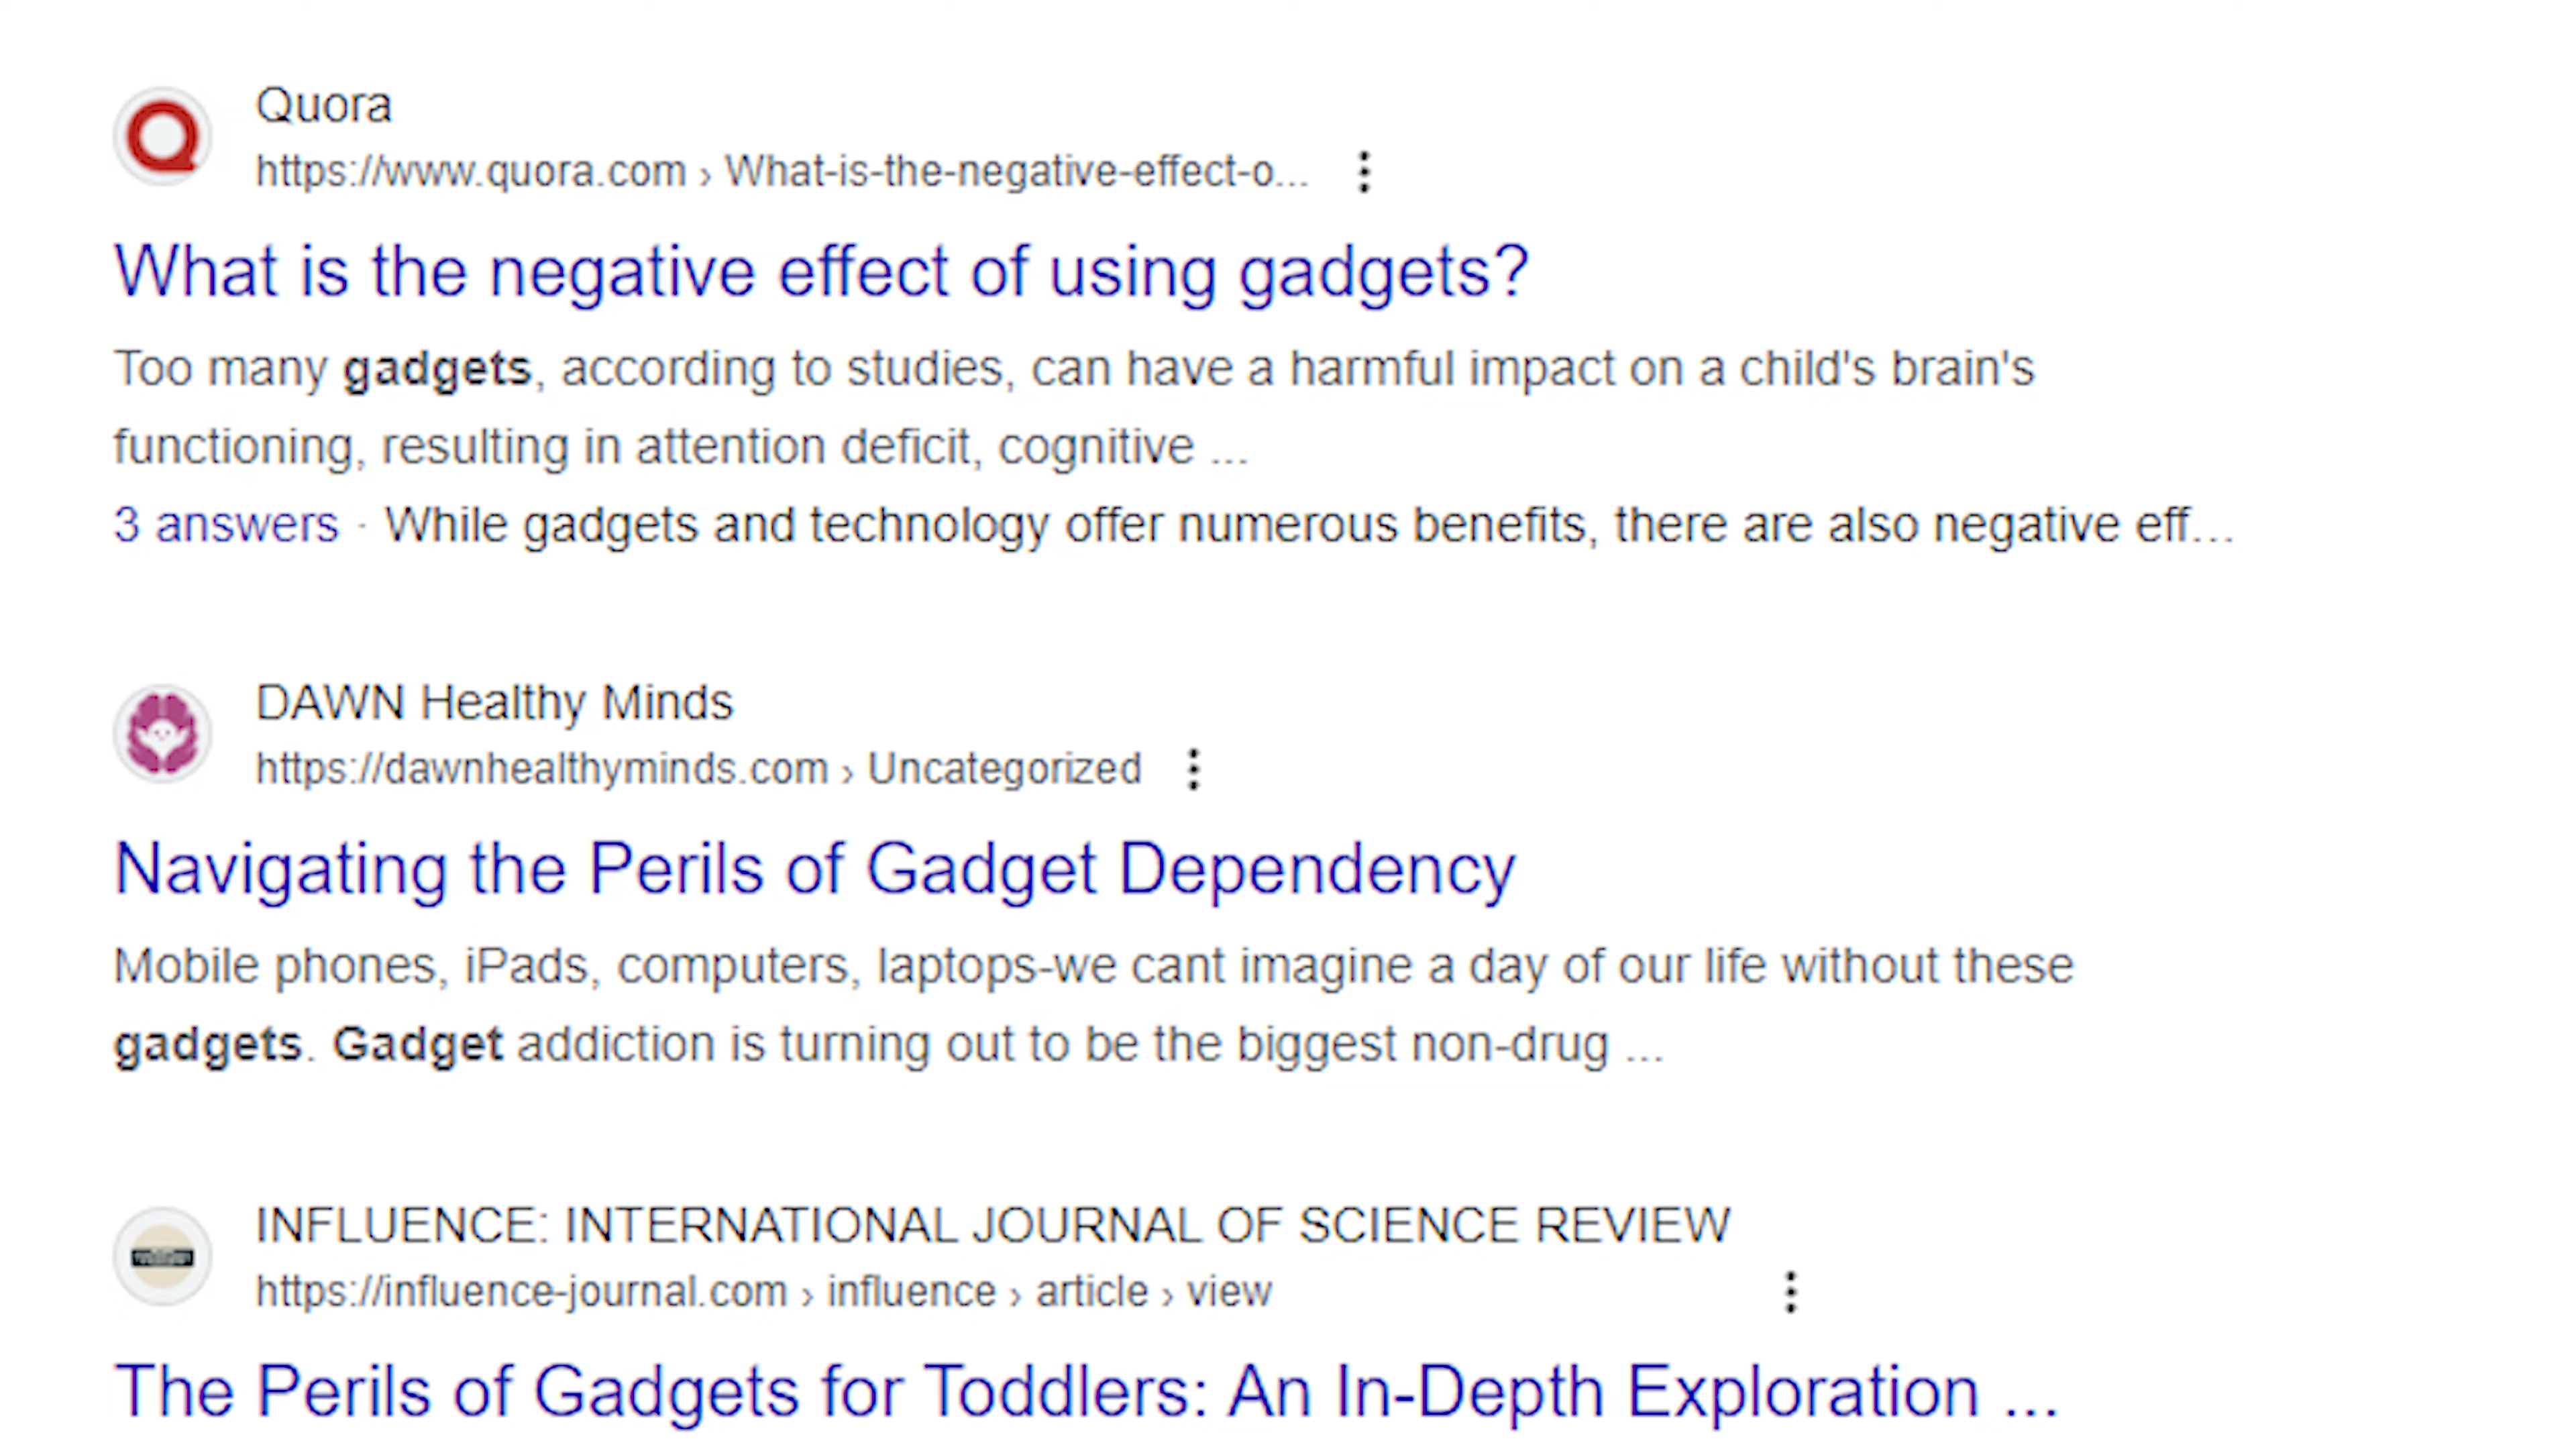 Quora
https://www.quora.com › What-is-the-negative-effect-o...
What is the negative effect of using gadgets?
Too many gadgets, according to studies, can have a harmful impact on a child's brain's
functioning, resulting in attention deficit, cognitive ...
3 answers · While gadgets and technology offer numerous benefits, there are also negative eff...
DAWN Healthy Minds
https://dawnhealthyminds.com › Uncategorized
Navigating the Perils of Gadget Dependency
Mobile phones, iPads, computers, laptops-we cant imagine a day of our life without these
gadgets. Gadget addiction is turning out to be the biggest non-drug ...
INFLUENCE: INTERNATIONAL JOURNAL OF SCIENCE REVIEW
https://influence-journal.com › influence › article › view
The Perils of Gadgets for Toddlers: An In-Depth Exploration ...